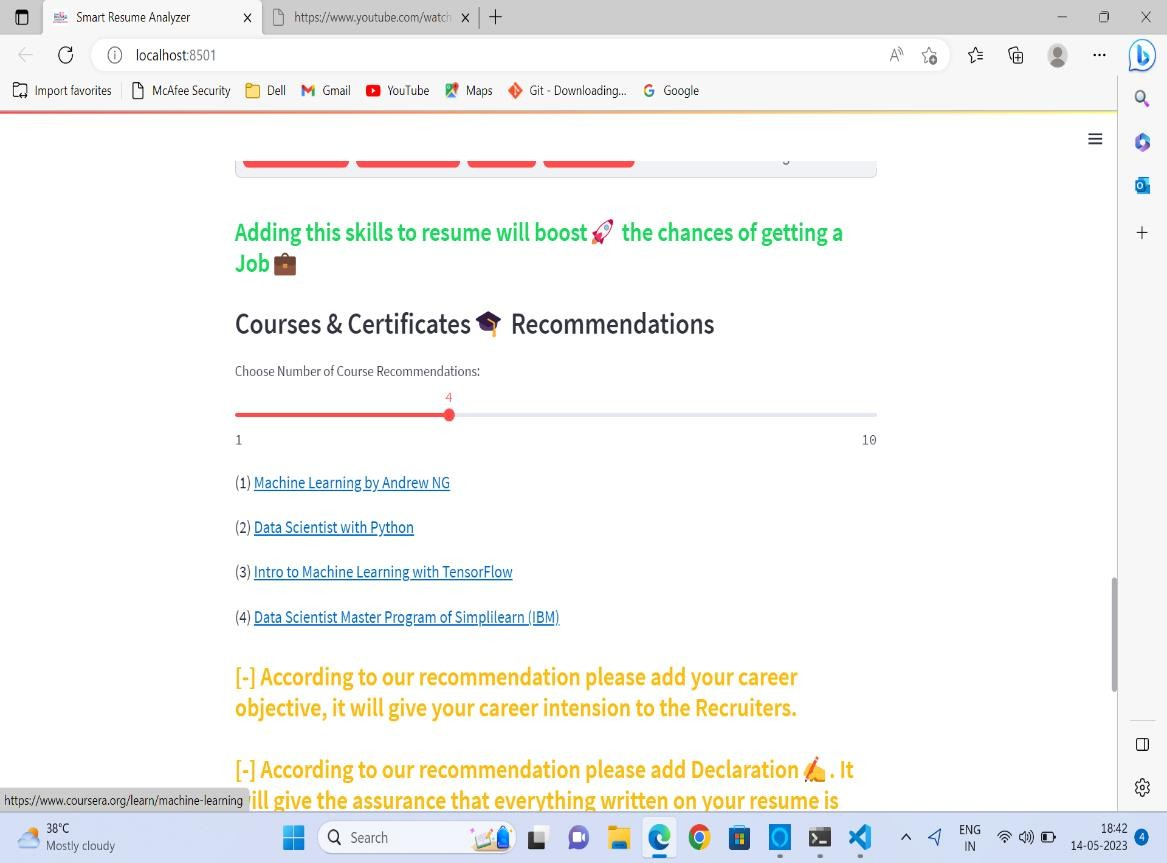 Smart Resume Analyzer
https://www.youtube.com/watch
localhost:8501
Import favorites
McAfee Security
Dell
Gmail
YouTube
Maps
Git - Downloading...
Google
Adding this skills to resume will boost🚀 the chances of getting a
Job💼
Courses & Certificates🎓 Recommendations
Choose Number of Course Recommendations:
4
1
10
(1) Machine Learning by Andrew NG
(2) Data Scientist with Python
(3) Intro to Machine Learning with TensorFlow
(4) Data Scientist Master Program of Simplilearn (IBM)
[-] According to our recommendation please add your career
objective, it will give your career intension to the Recruiters.
[-] According to our recommendation please add Declaration✍. It
will give the assurance that everything written on your resume is
https://www.coursera.org/learn/machine-learning
38°C
Mostly cloudy
Search
ENG
IN
18:42
14-05-2023
4